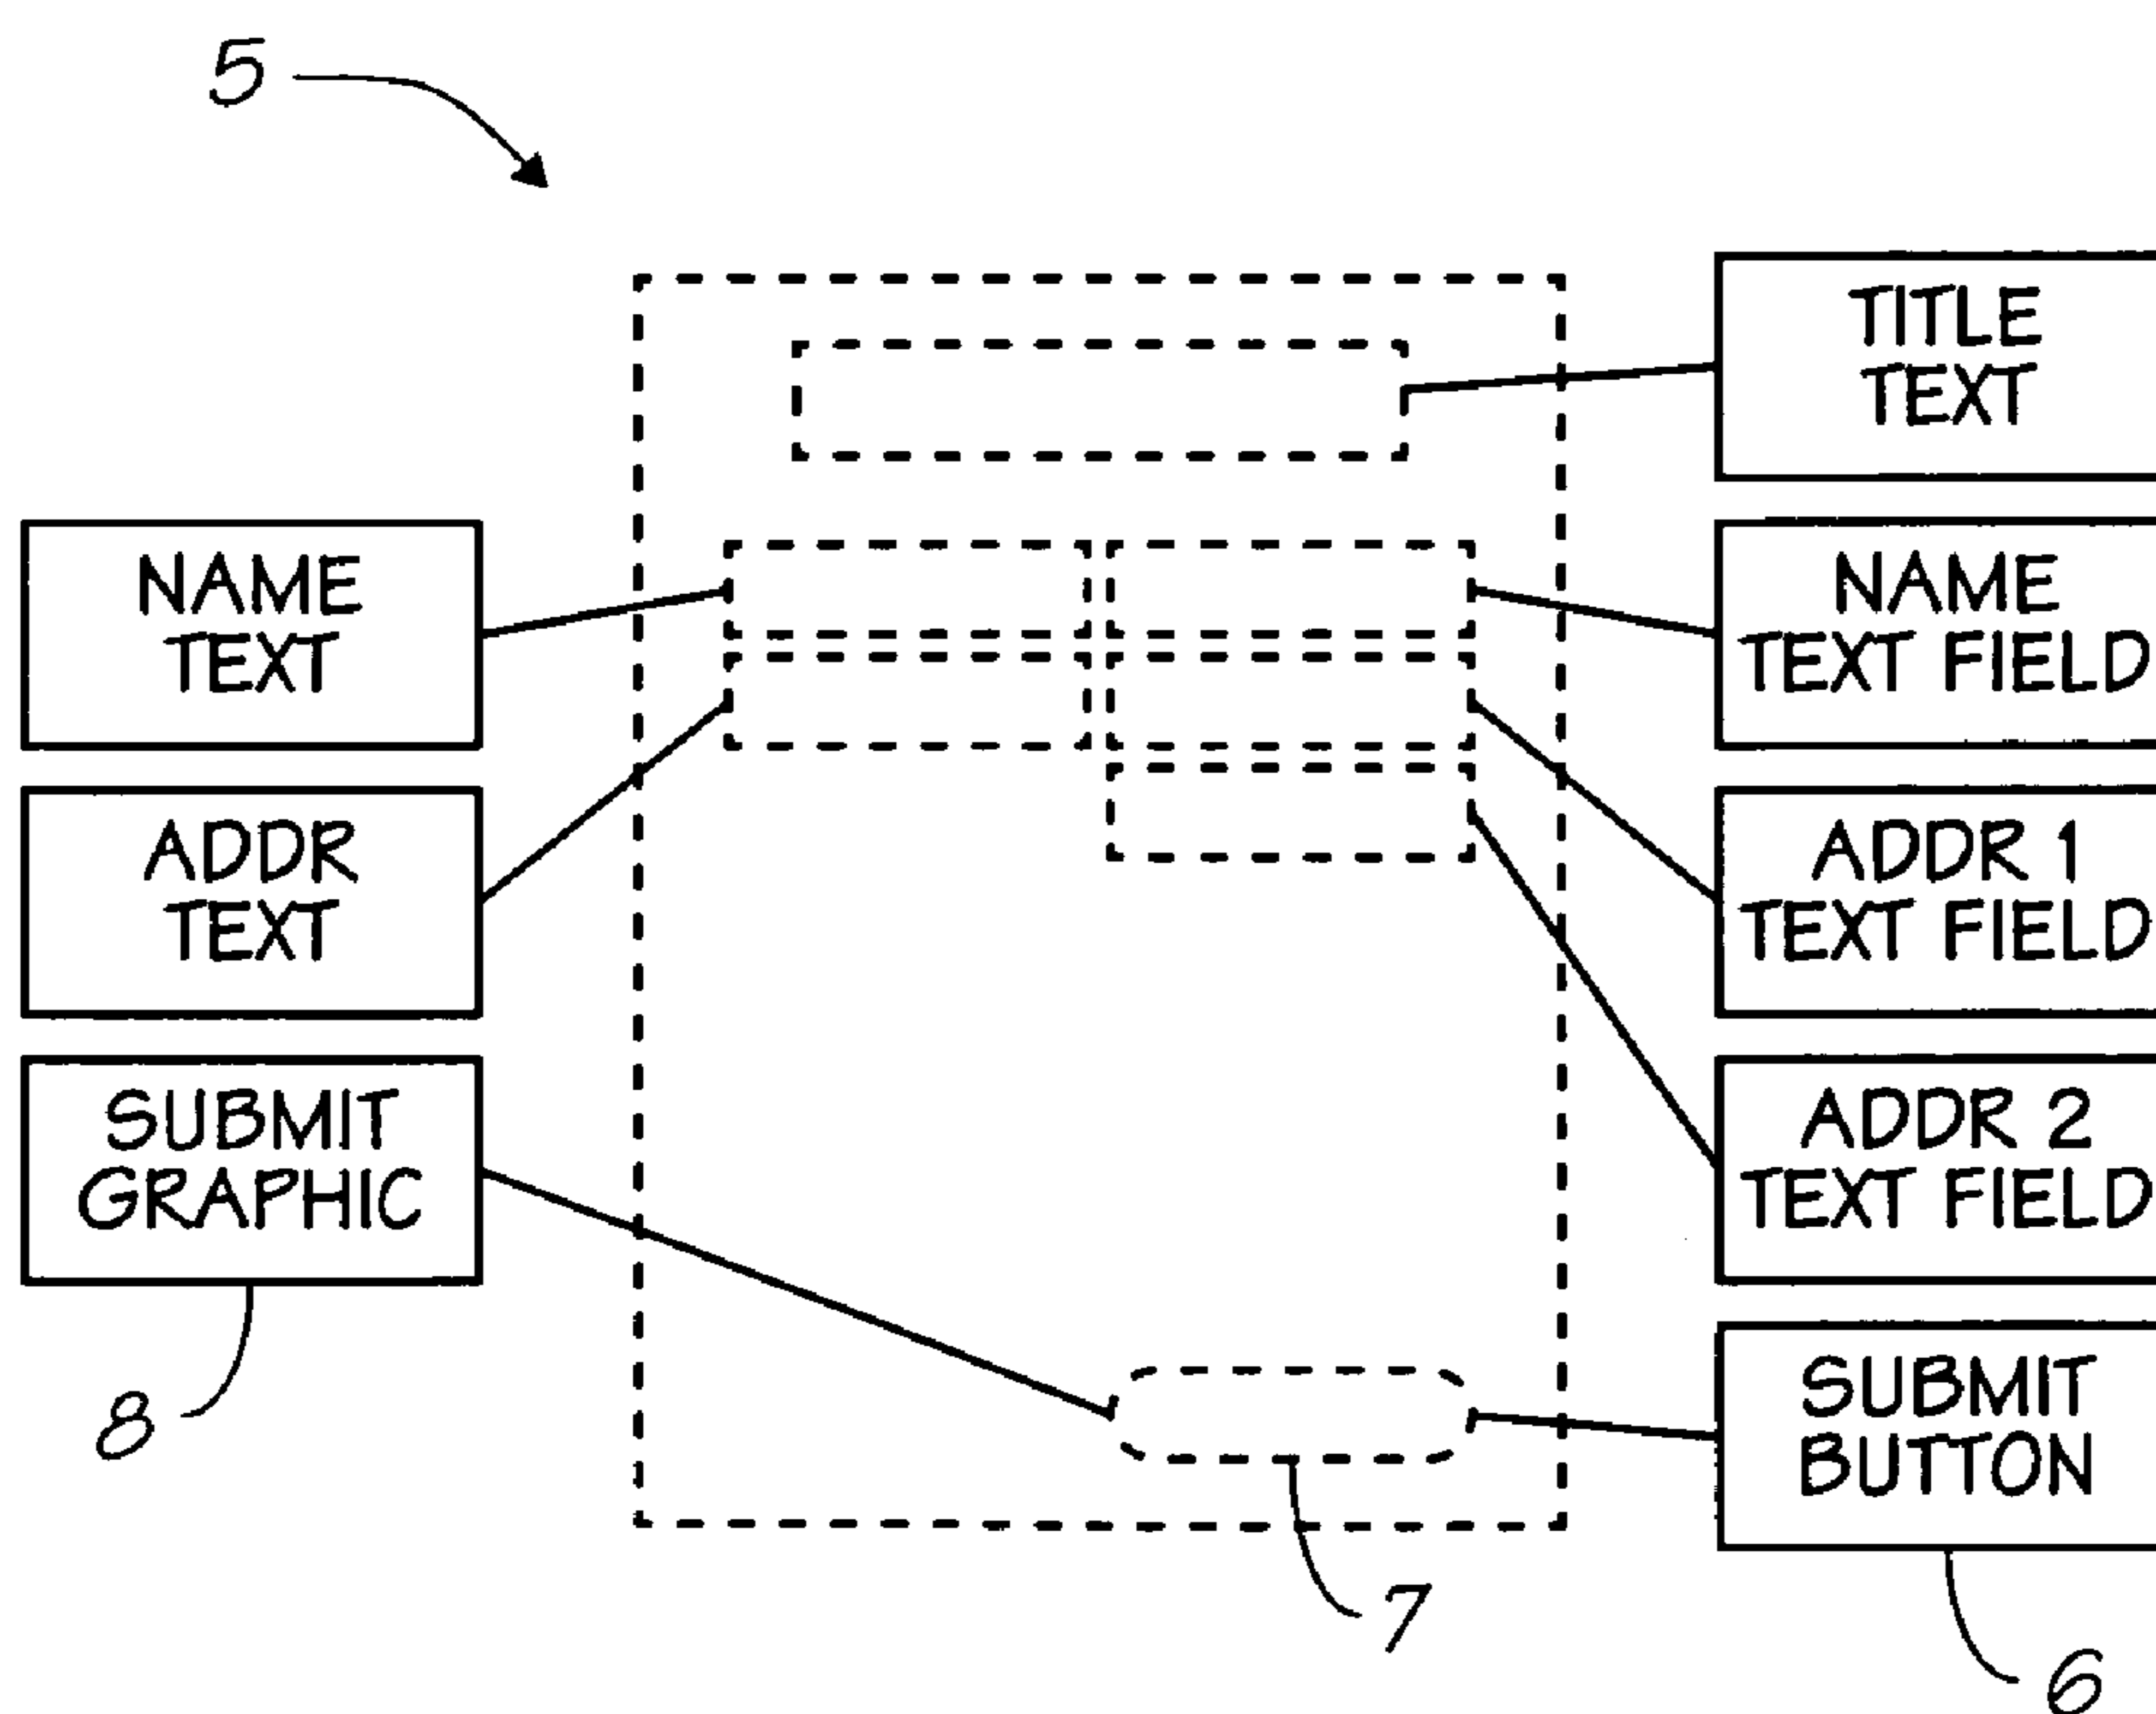 5
TITLE
TEXT
NAME
TEXT
NAME
TEXT FIELD
ADDR
TEXT
ADDR 1
TEXT FIELD
SUBMIT
GRAPHIC
ADDR 2
TEXT FIELD
SUBMIT
BUTTON
8
7
6